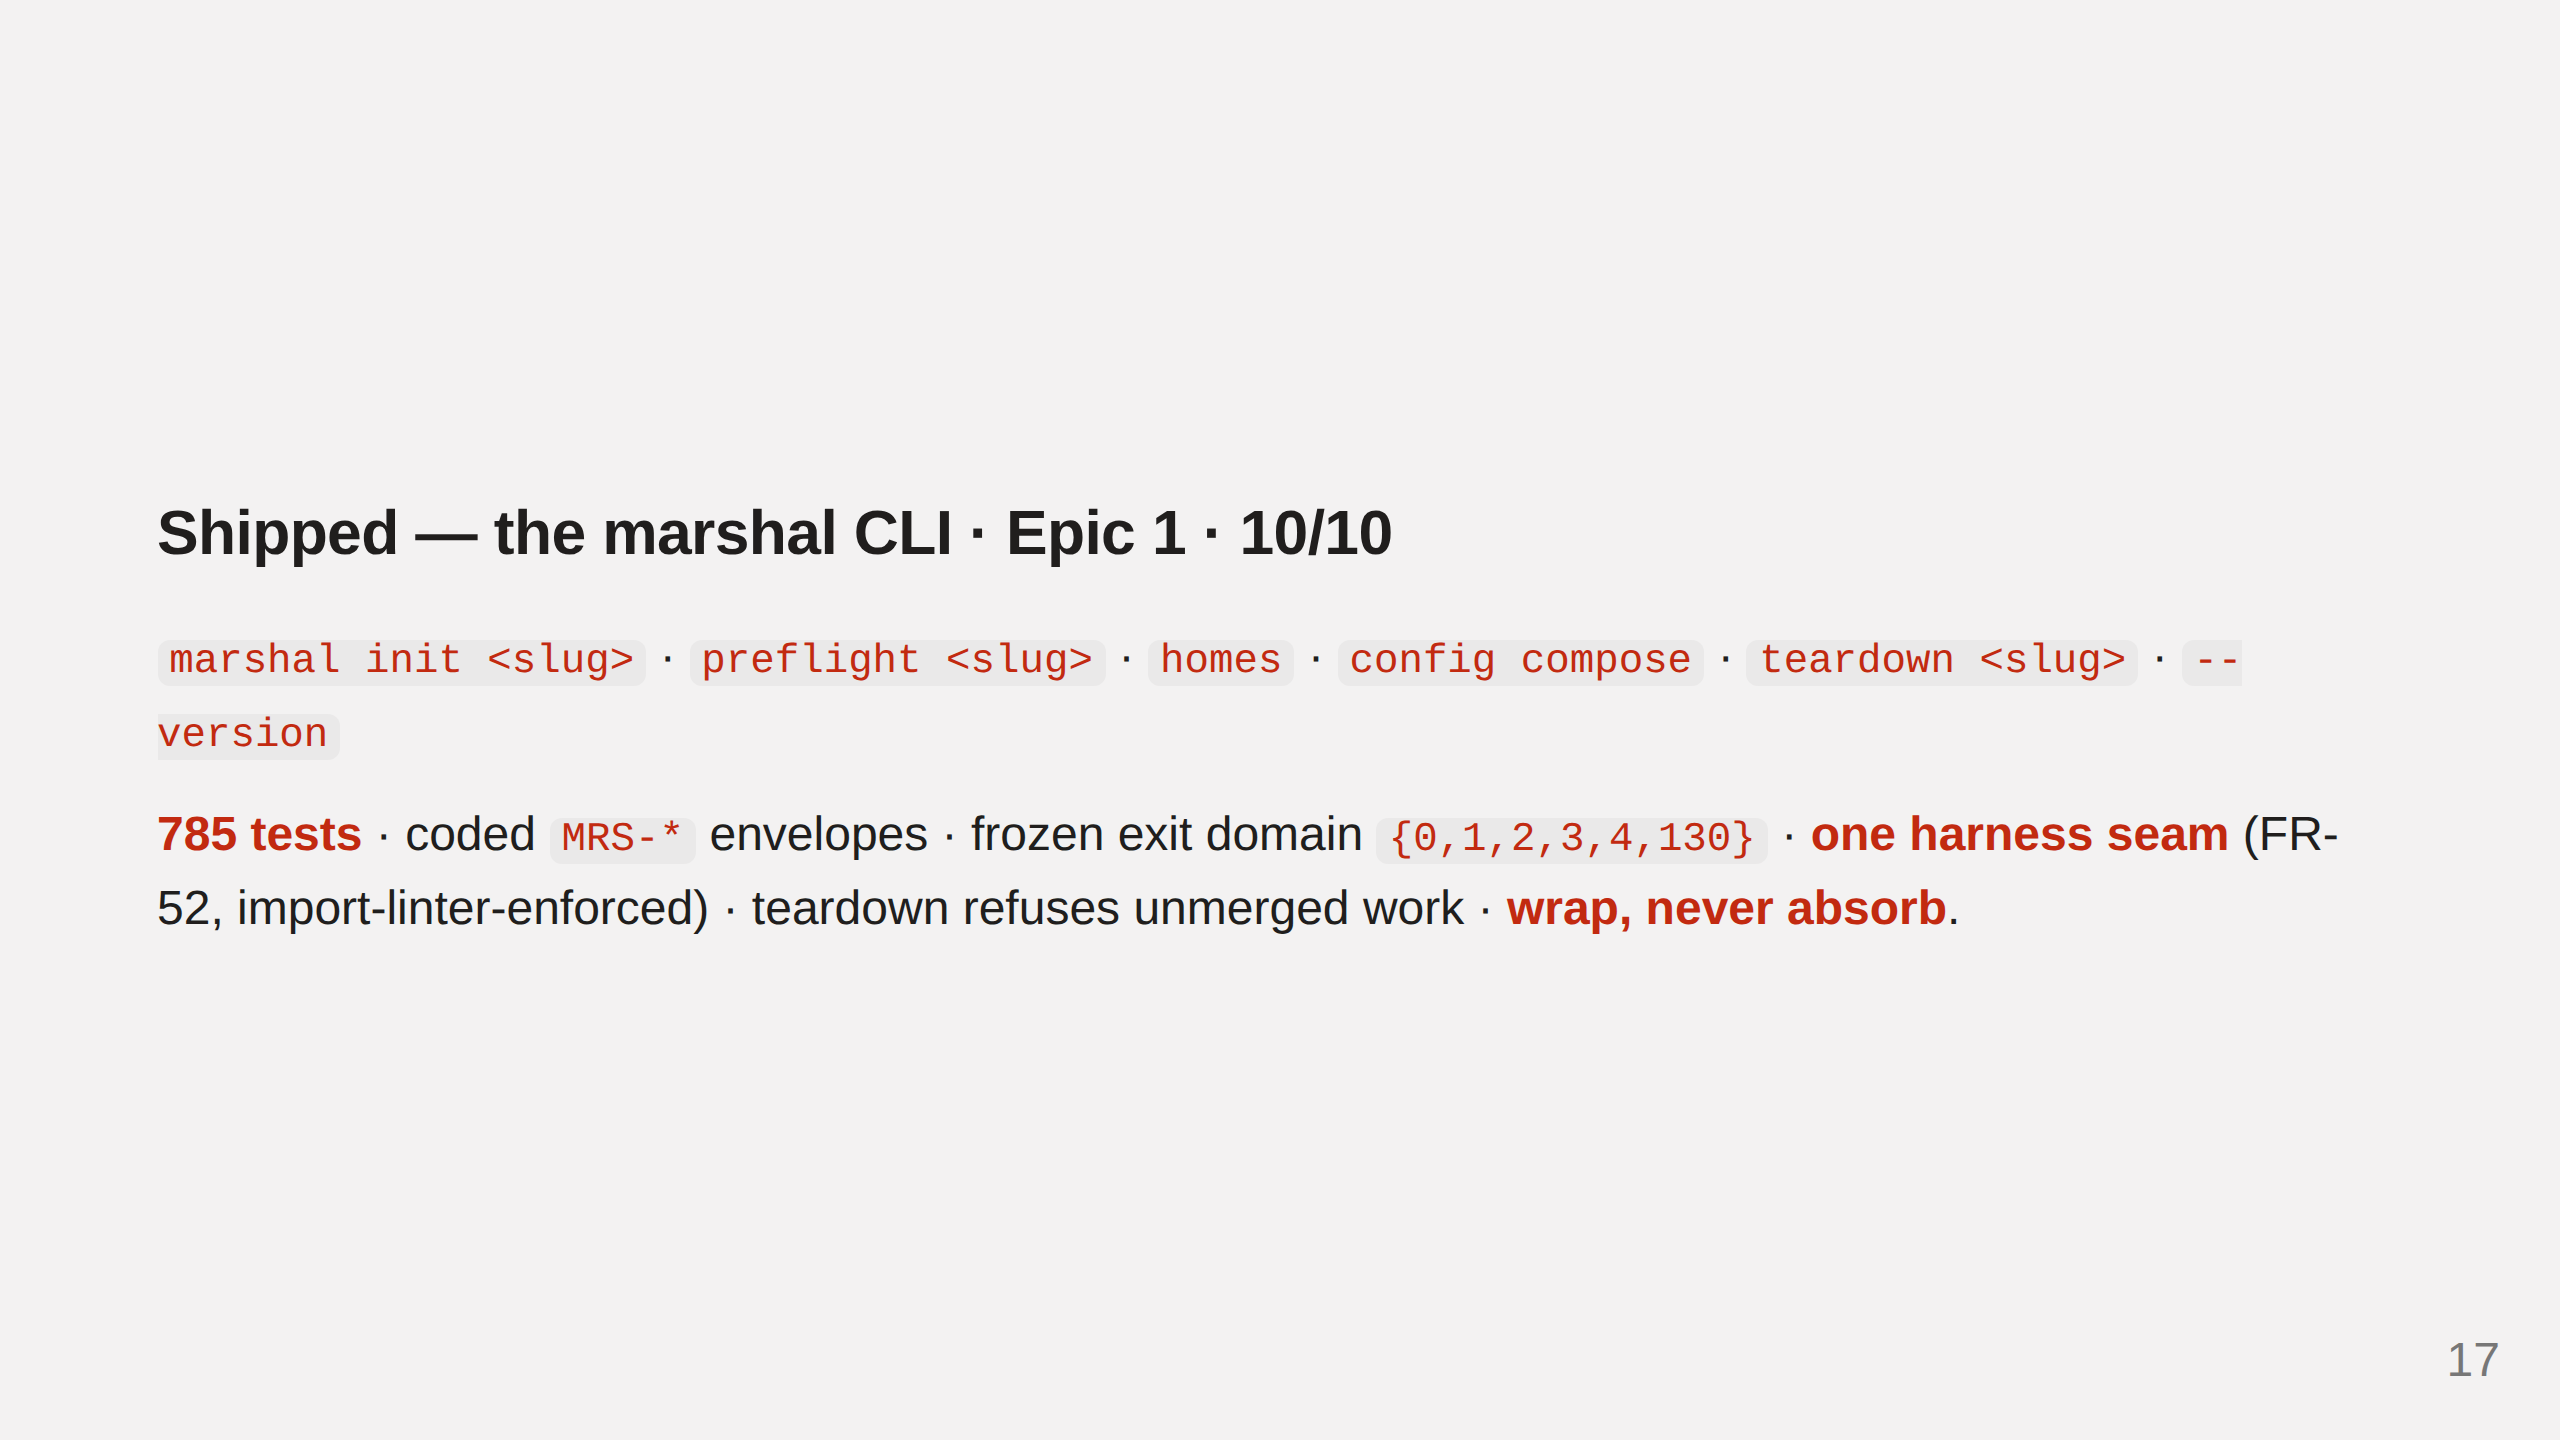 Shipped — the marshal CLI · Epic 1 · 10/10
marshal init <slug> · preflight <slug> · homes · config compose · teardown <slug> · --
version
785 tests · coded MRS-* envelopes · frozen exit domain {0,1,2,3,4,130} · one harness seam (FR-
52, import-linter-enforced) · teardown refuses unmerged work · wrap, never absorb.
17